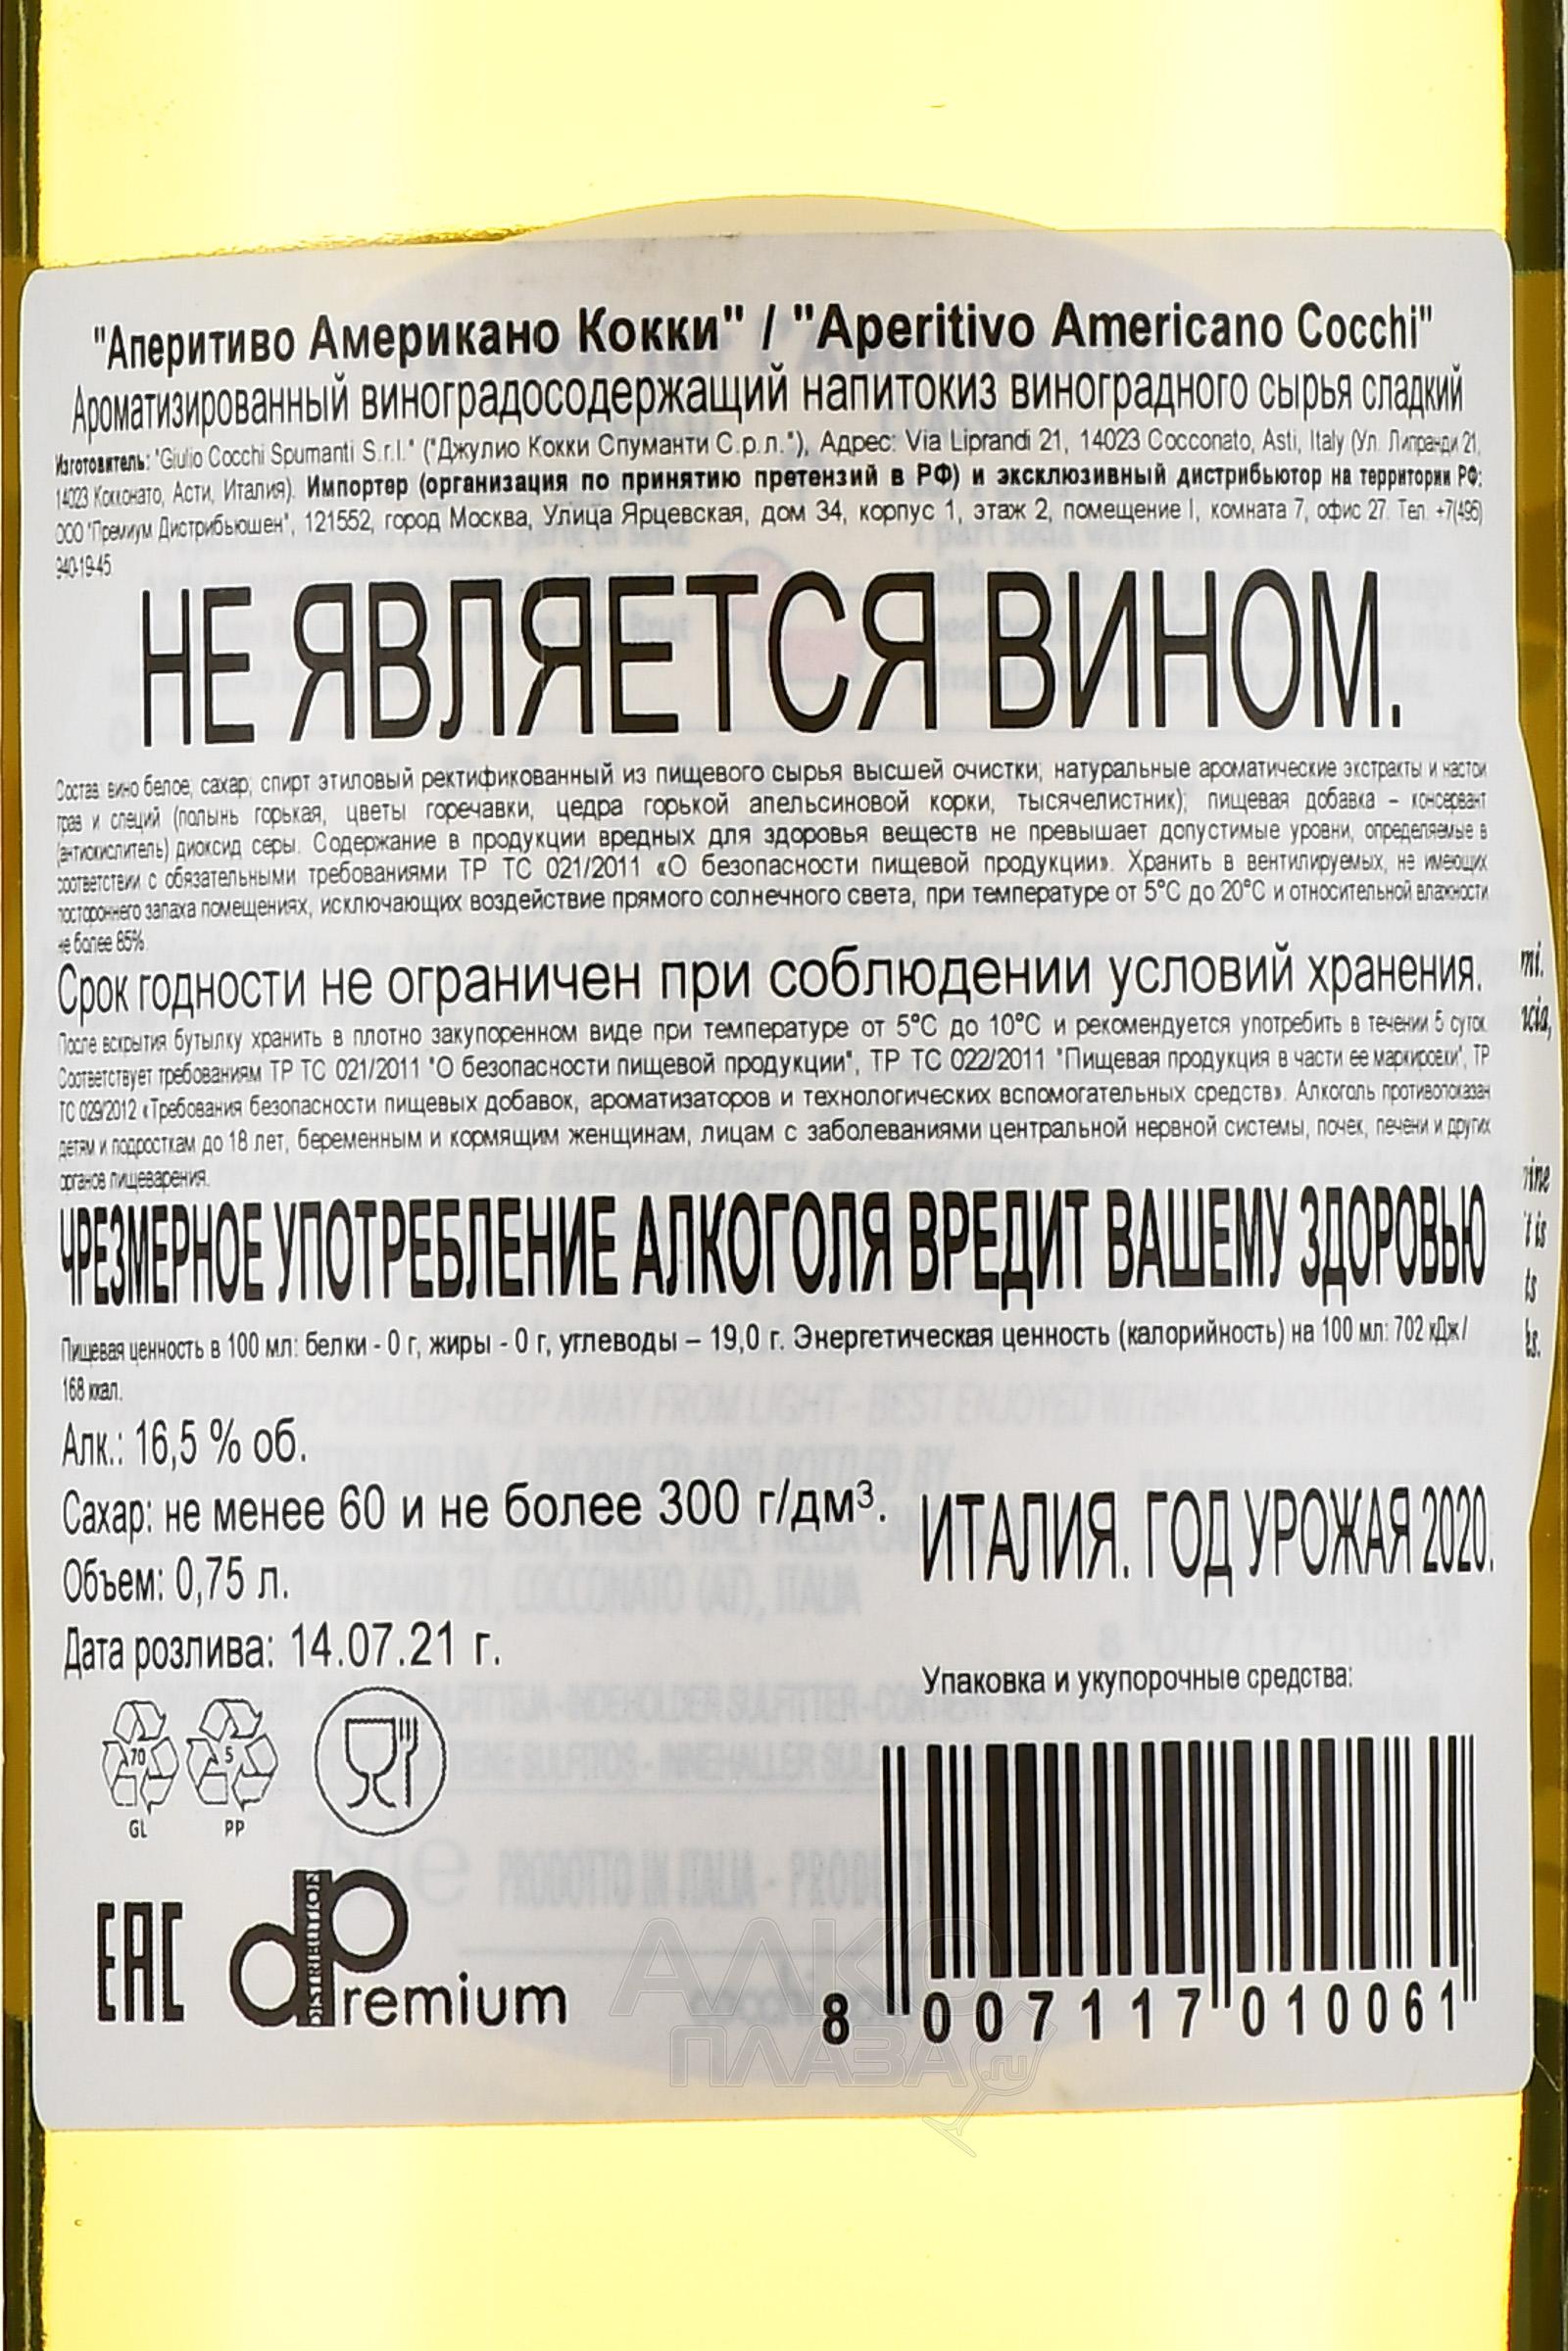 "Аперитиво Американо Кокки" / "Aperitivo Americano Cocchi"
Ароматизированный виноградосодержащий напитокиз виноградного сырья сладкий
Изготовитель: "Giulio Cocchi Spumanti S.r.l." ("Джулио Кокки Спуманти С.р.л."), Адрес: Via Liprandi 21, 14023 Cocconato, Asti, Italy (Ул. Липранди 21,
14023 Кокконато, Асти, Италия). Импортер (организация по принятию претензий в РФ) и эксклюзивный дистрибьютор на территории РФ:
ООО "Премиум Дистрибьюшен", 121552, город Москва, Улица Ярцевская, дом 34, корпус 1, этаж 2, помещение I, комната 7, офис 27. Тел. +7(495)
940-19-45
НЕ ЯВЛЯЕТСЯ ВИНОМ.
Состав: вино белое, сахар, спирт этиловый ректификованный из пищевого сырья высшей очистки, натуральные ароматические экстракты и настои
трав и специй (полынь горькая, цветы горечавки, цедра горькой апельсиновой корки, тысячелистник); пищевая добавка – консервант
(антиокислитель) диоксид серы. Содержание в продукции вредных для здоровья веществ не превышает допустимые уровни, определяемые в
соответствии с обязательными требованиями ТР ТС 021/2011 «О безопасности пищевой продукции». Хранить в вентилируемых, не имеющих
постороннего запаха помещениях, исключающих воздействие прямого солнечного света, при температуре от 5°С до 20°С и относительной влажности
не более 85%.
Срок годности не ограничен при соблюдении условий хранения.
После вскрытия бутылку хранить в плотно закупоренном виде при температуре от 5°С до 10°С и рекомендуется употребить в течении 5 суток.
Соответствует требованиям ТР ТС 021/2011 "О безопасности пищевой продукции", ТР ТС 022/2011 "Пищевая продукция в части ее маркировки", ТР
ТС 029/2012 «Требования безопасности пищевых добавок, ароматизаторов и технологических вспомогательных средств». Алкоголь противопоказан
детям и подросткам до 18 лет, беременным и кормящим женщинам, лицам с заболеваниями центральной нервной системы, почек, печени и других
органов пищеварения.
ЧРЕЗМЕРНОЕ УПОТРЕБЛЕНИЕ АЛКОГОЛЯ ВРЕДИТ ВАШЕМУ ЗДОРОВЬЮ
Пищевая ценность в 100 мл: белки - 0 г, жиры - 0 г, углеводы – 19,0 г. Энергетическая ценность (калорийность) на 100 мл: 702 кДж/
168 ккал.
Алк.: 16,5 % об.
Сахар: не менее 60 и не более 300 г/дм³.
Объем: 0,75 л.
Дата розлива: 14.07.21 г.
ИТАЛИЯ. ГОД УРОЖАЯ 2020.
Упаковка и укупорочные средства:
70 5
GL PP
EAC
DISTRIBUTION
Premium
8 007117 010061
АЛКО
ПЛАЗА .ru